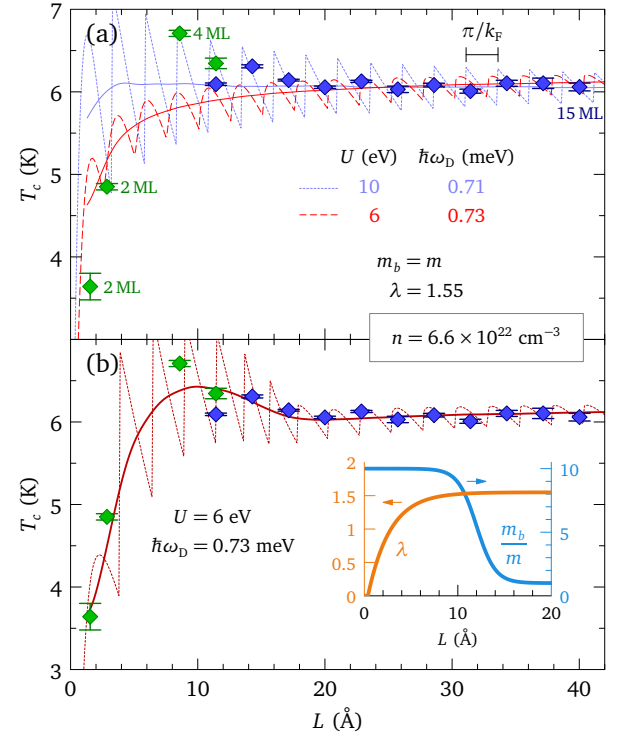 (a)
7
6
5
4
T_c (K)
4 ML
π/k_F
15 ML
2 ML
2 ML
U (eV) ħω_D (meV)
10 0.71
6 0.73
m_b = m
λ = 1.55
n = 6.6 × 10²² cm⁻³
(b)
6
5
4
3
T_c (K)
U = 6 eV
ħω_D = 0.73 meV
2
1.5
1
0.5
0
λ
10
5
0
m_b/m
0 10 20
L (Å)
0 10 20 30 40
L (Å)